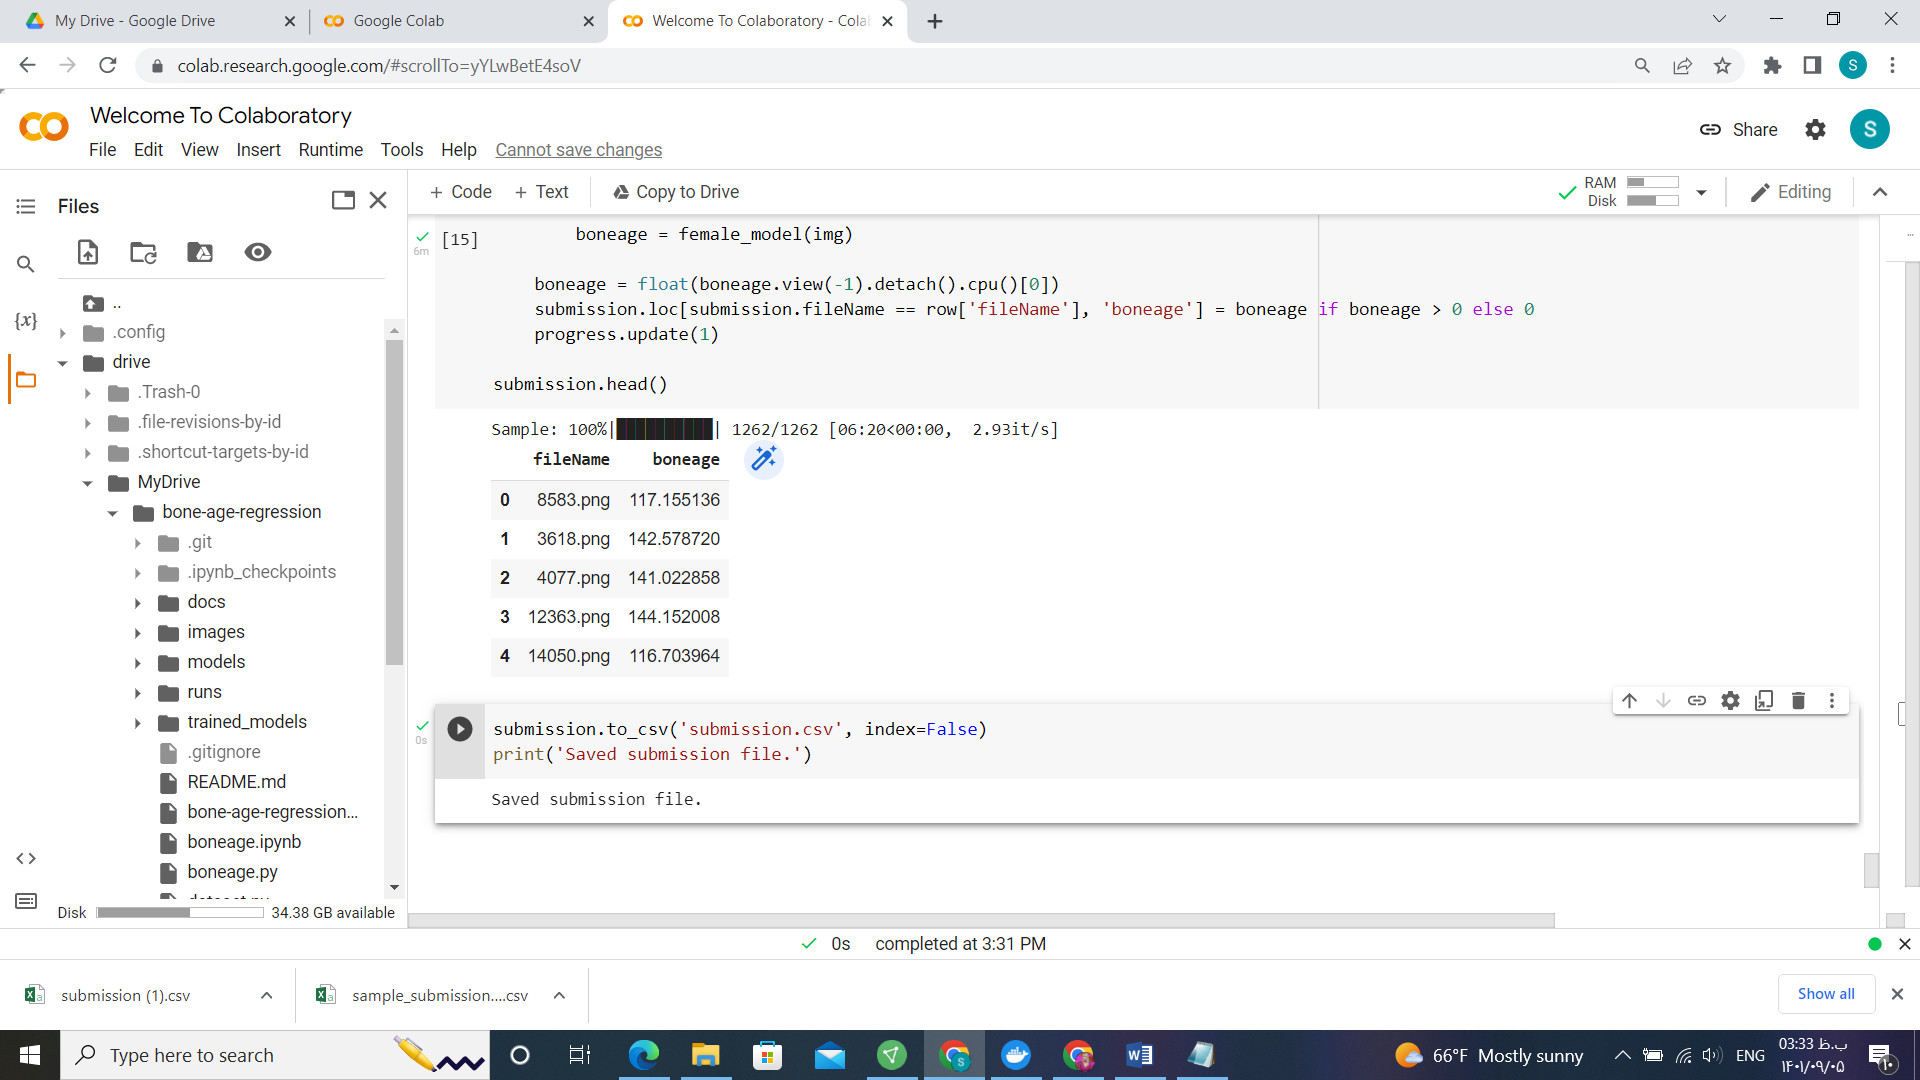 My Drive - Google Drive
Google Colab
Welcome To Colaboratory - Cola
colab.research.google.com/#scrollTo=yYLwBetE4soV
S
Welcome To Colaboratory
File Edit View Insert Runtime Tools Help Cannot save changes
Share
S
Files
+ Code + Text Copy to Drive
RAM
Disk
Editing
..
.config
drive
.Trash-0
.file-revisions-by-id
.shortcut-targets-by-id
MyDrive
bone-age-regression
.git
.ipynb_checkpoints
docs
images
models
runs
trained_models
.gitignore
README.md
bone-age-regression...
boneage.ipynb
boneage.py
Disk 34.38 GB available
{x}
6m
[15]
boneage = female_model(img)
boneage = float(boneage.view(-1).detach().cpu()[0])
submission.loc[submission.fileName == row['fileName'], 'boneage'] = boneage if boneage > 0 else 0
progress.update(1)
submission.head()
Sample: 100%| | 1262/1262 [06:20<00:00, 2.93it/s]
fileName boneage
0 8583.png 117.155136
1 3618.png 142.578720
2 4077.png 141.022858
3 12363.png 144.152008
4 14050.png 116.703964
0s
submission.to_csv('submission.csv', index=False)
print('Saved submission file.')
Saved submission file.
0s completed at 3:31 PM
submission (1).csv
sample_submission....csv
Show all
Type here to search
66°F Mostly sunny
ENG
03:33 ب.ظ
۱۴۰۱/۰۹/۰۵
۱۰